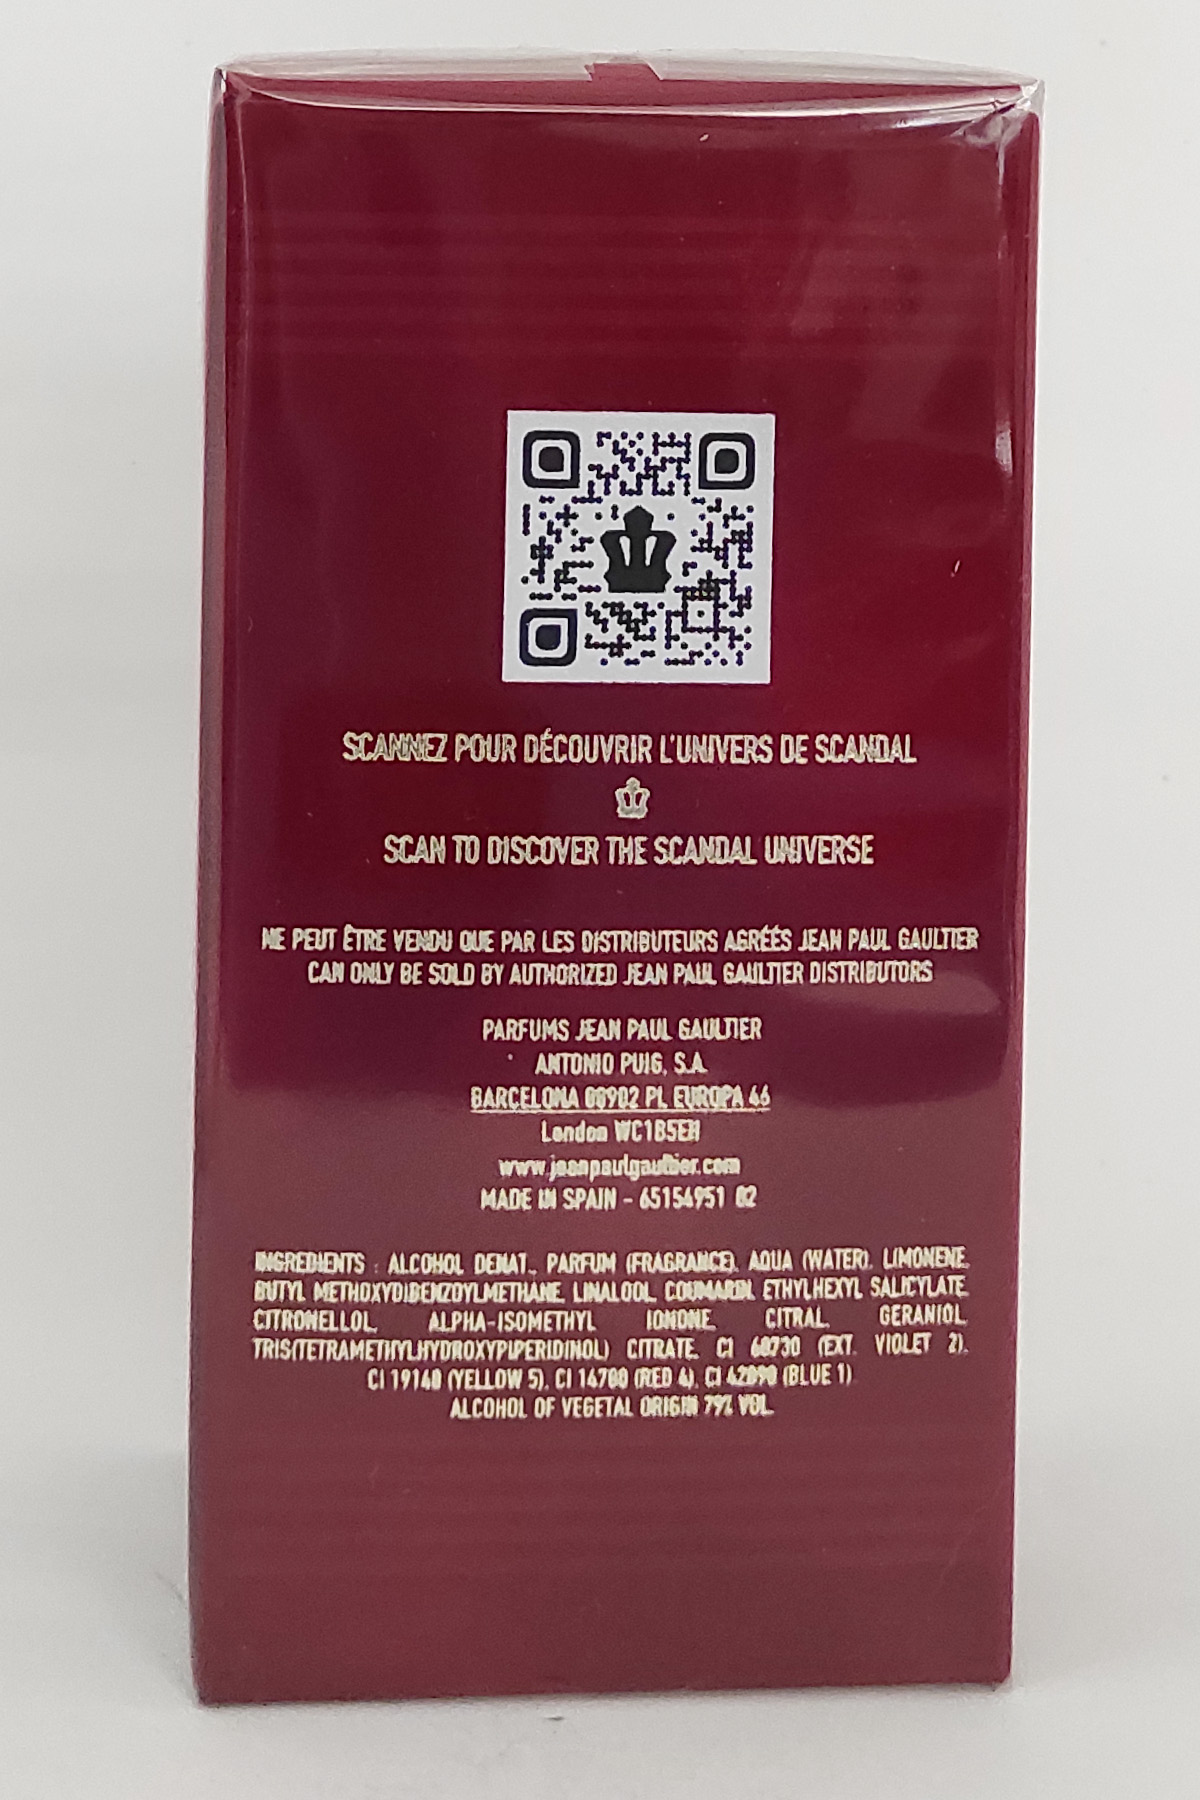 SCANNEZ POUR DÉCOUVRIR L'UNIVERS DE SCANDAL
SCAN TO DISCOVER THE SCANDAL UNIVERSE
NE PEUT ÊTRE VENDU QUE PAR LES DISTRIBUTEURS AGRÉÉS JEAN PAUL GAULTIER
CAN ONLY BE SOLD BY AUTHORIZED JEAN PAUL GAULTIER DISTRIBUTORS
PARFUMS JEAN PAUL GAULTIER
ANTONIO PUIG, S.A.
BARCELONA 08902 PL EUROPA 46
London WC1B5EH
www.jeanpaulgaultier.com
MADE IN SPAIN - 65154951 02
INGREDIENTS : ALCOHOL DENAT., PARFUM (FRAGRANCE), AQUA (WATER), LIMONENE,
BUTYL METHOXYDIBENZOYLMETHANE, LINALOOL, COUMARIN, ETHYLHEXYL SALICYLATE,
CITRONELLOL, ALPHA-ISOMETHYL IONONE, CITRAL, GERANIOL,
TRIS(TETRAMETHYLHYDROXYPIPERIDINOL) CITRATE, CI 60730 (EXT. VIOLET 2),
CI 19140 (YELLOW 5), CI 14700 (RED 4), CI 42090 (BLUE 1)
ALCOHOL OF VEGETAL ORIGIN 79% VOL.